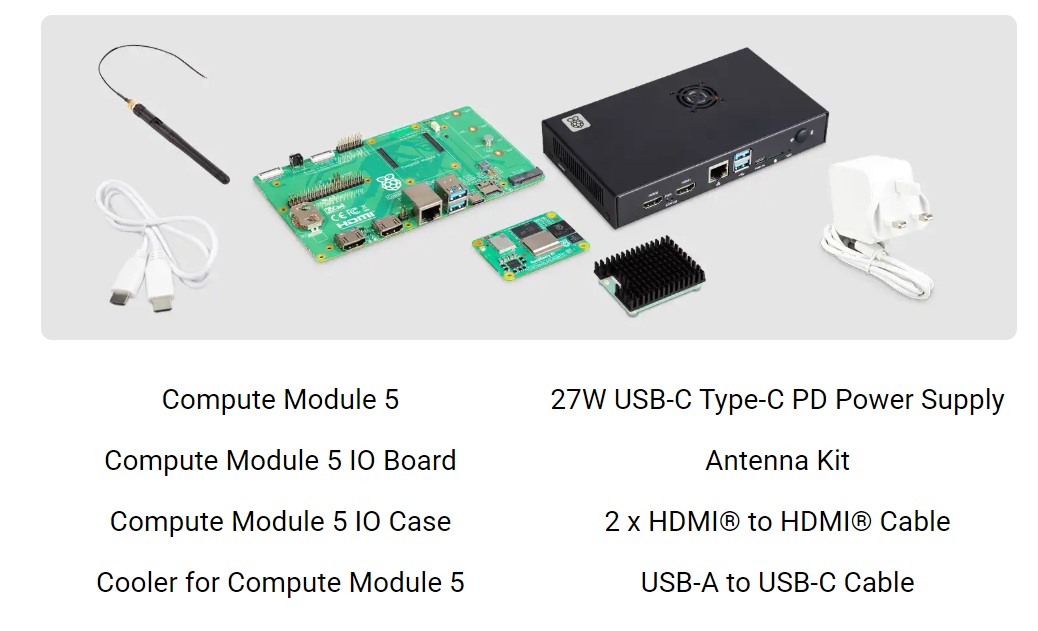 HDMI
Compute Module 5
27W USB-C Type-C PD Power Supply
Compute Module 5 IO Board
Antenna Kit
Compute Module 5 IO Case
2 x HDMI® to HDMI® Cable
Cooler for Compute Module 5
USB-A to USB-C Cable